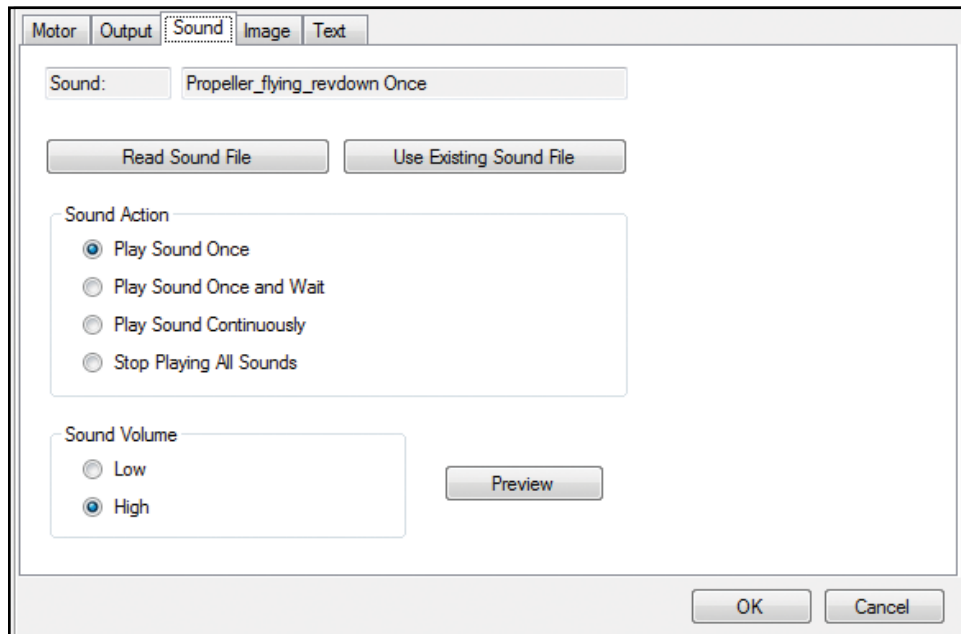 Motor Output Sound Image Text
Sound: Propeller_flying_revdown Once
Read Sound File Use Existing Sound File
Sound Action
Play Sound Once
Play Sound Once and Wait
Play Sound Continuously
Stop Playing All Sounds
Sound Volume
Low
High
Preview
OK Cancel